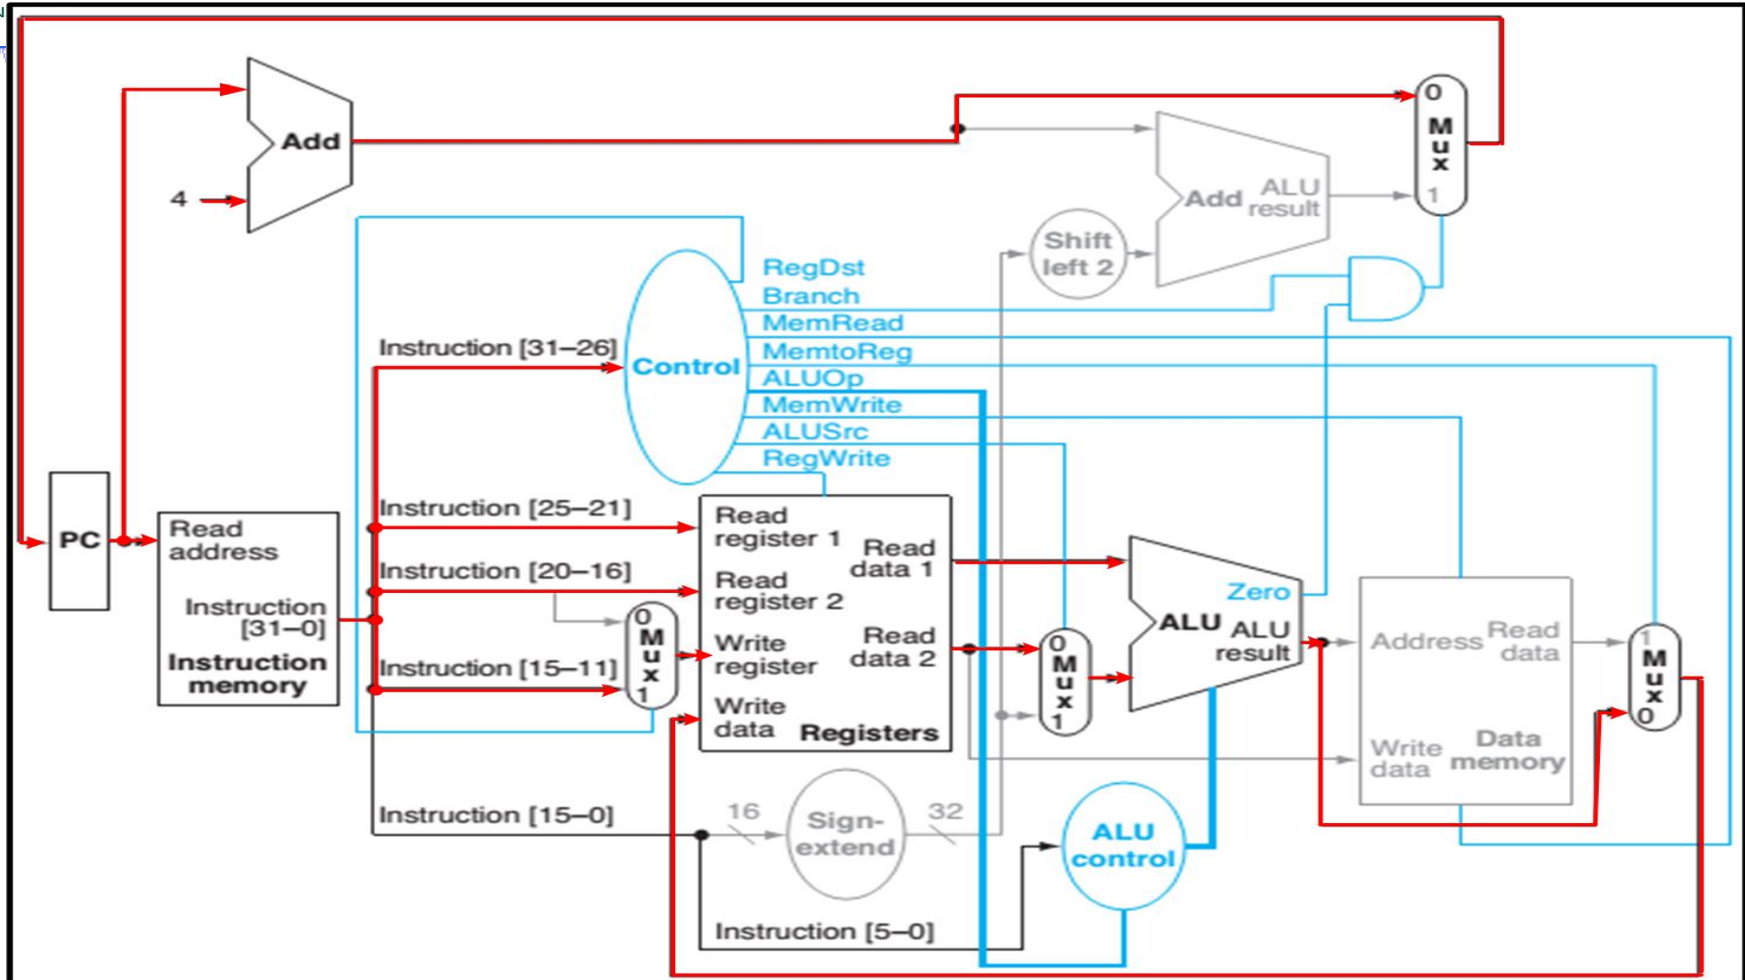 N
0
M
u
x
1
Add
4
Add ALU
result
Shift
left 2
RegDst
Branch
MemRead
MemtoReg
ALUOp
MemWrite
ALUSrc
RegWrite
Control
Instruction [31–26]
Instruction [25–21]
Instruction [20–16]
Instruction [15–11]
Instruction [15–0]
Instruction [5–0]
PC
Read
address
Instruction
[31–0]
Instruction
memory
0
M
u
x
1
Read
register 1
Read
register 2
Write
register
Write
data
Read
data 1
Read
data 2
Registers
0
M
u
x
1
Zero
ALU ALU
result
Address
Read
data
Write
data
Data
memory
1
M
u
x
0
16
Sign-
extend
32
ALU
control